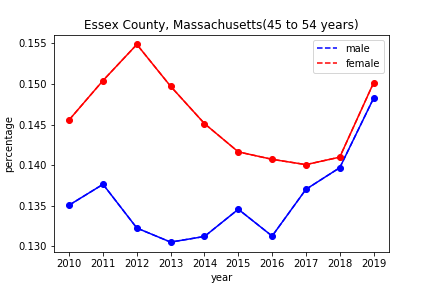 Essex County, Massachusetts(45 to 54 years)
male
female
0.155
0.150
0.145
0.140
0.135
0.130
percentage
2010 2011 2012 2013 2014 2015 2016 2017 2018 2019
year